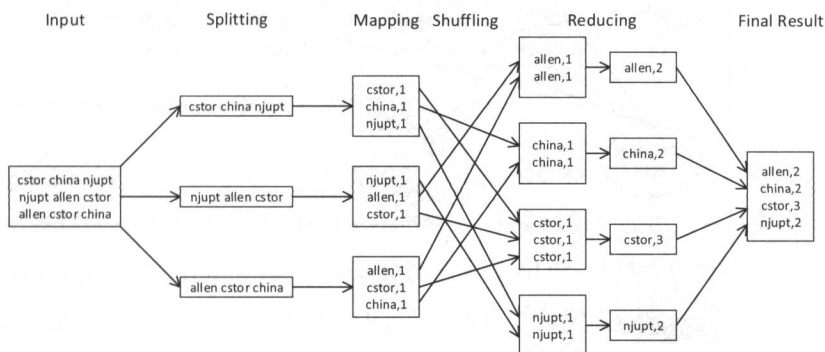 Input
Splitting
Mapping
Shuffling
Reducing
Final Result
cstor china njupt
njupt allen cstor
allen cstor china
cstor china njupt
njupt allen cstor
allen cstor china
cstor,1
china,1
njupt,1
njupt,1
allen,1
cstor,1
allen,1
cstor,1
china,1
allen,1
allen,1
china,1
china,1
cstor,1
cstor,1
cstor,1
njupt,1
njupt,1
allen,2
china,2
cstor,3
njupt,2
allen,2
china,2
cstor,3
njupt,2